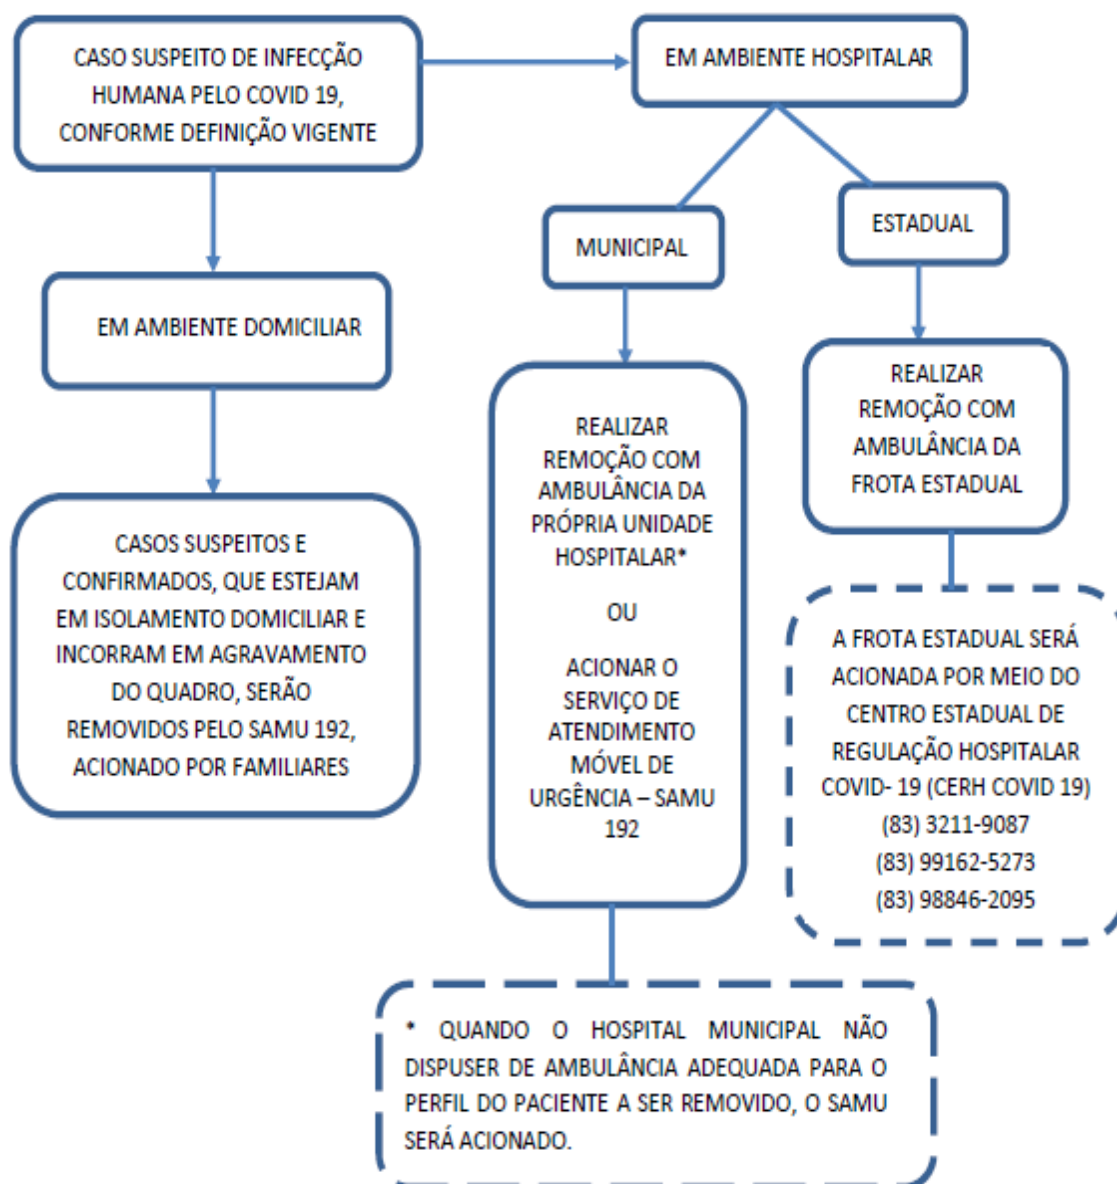 CASO SUSPEITO DE INFECÇÃO
HUMANA PELO COVID 19,
CONFORME DEFINIÇÃO VIGENTE
EM AMBIENTE HOSPITALAR
MUNICIPAL
ESTADUAL
EM AMBIENTE DOMICILIAR
REALIZAR
REMOÇÃO COM
AMBULÂNCIA DA
PRÓPRIA UNIDADE
HOSPITALAR*
OU
ACIONAR O
SERVIÇO DE
ATENDIMENTO
MÓVEL DE
URGÊNCIA – SAMU
192
REALIZAR
REMOÇÃO COM
AMBULÂNCIA DA
FROTA ESTADUAL
CASOS SUSPEITOS E
CONFIRMADOS, QUE ESTEJAM
EM ISOLAMENTO DOMICILIAR E
INCORRAM EM AGRAVAMENTO
DO QUADRO, SERÃO
REMOVIDOS PELO SAMU 192,
ACIONADO POR FAMILIARES
A FROTA ESTADUAL SERÁ
ACIONADA POR MEIO DO
CENTRO ESTADUAL DE
REGULAÇÃO HOSPITALAR
COVID- 19 (CERH COVID 19)
(83) 3211-9087
(83) 99162-5273
(83) 98846-2095
* QUANDO O HOSPITAL MUNICIPAL NÃO
DISPUSER DE AMBULÂNCIA ADEQUADA PARA O
PERFIL DO PACIENTE A SER REMOVIDO, O SAMU
SERÁ ACIONADO.